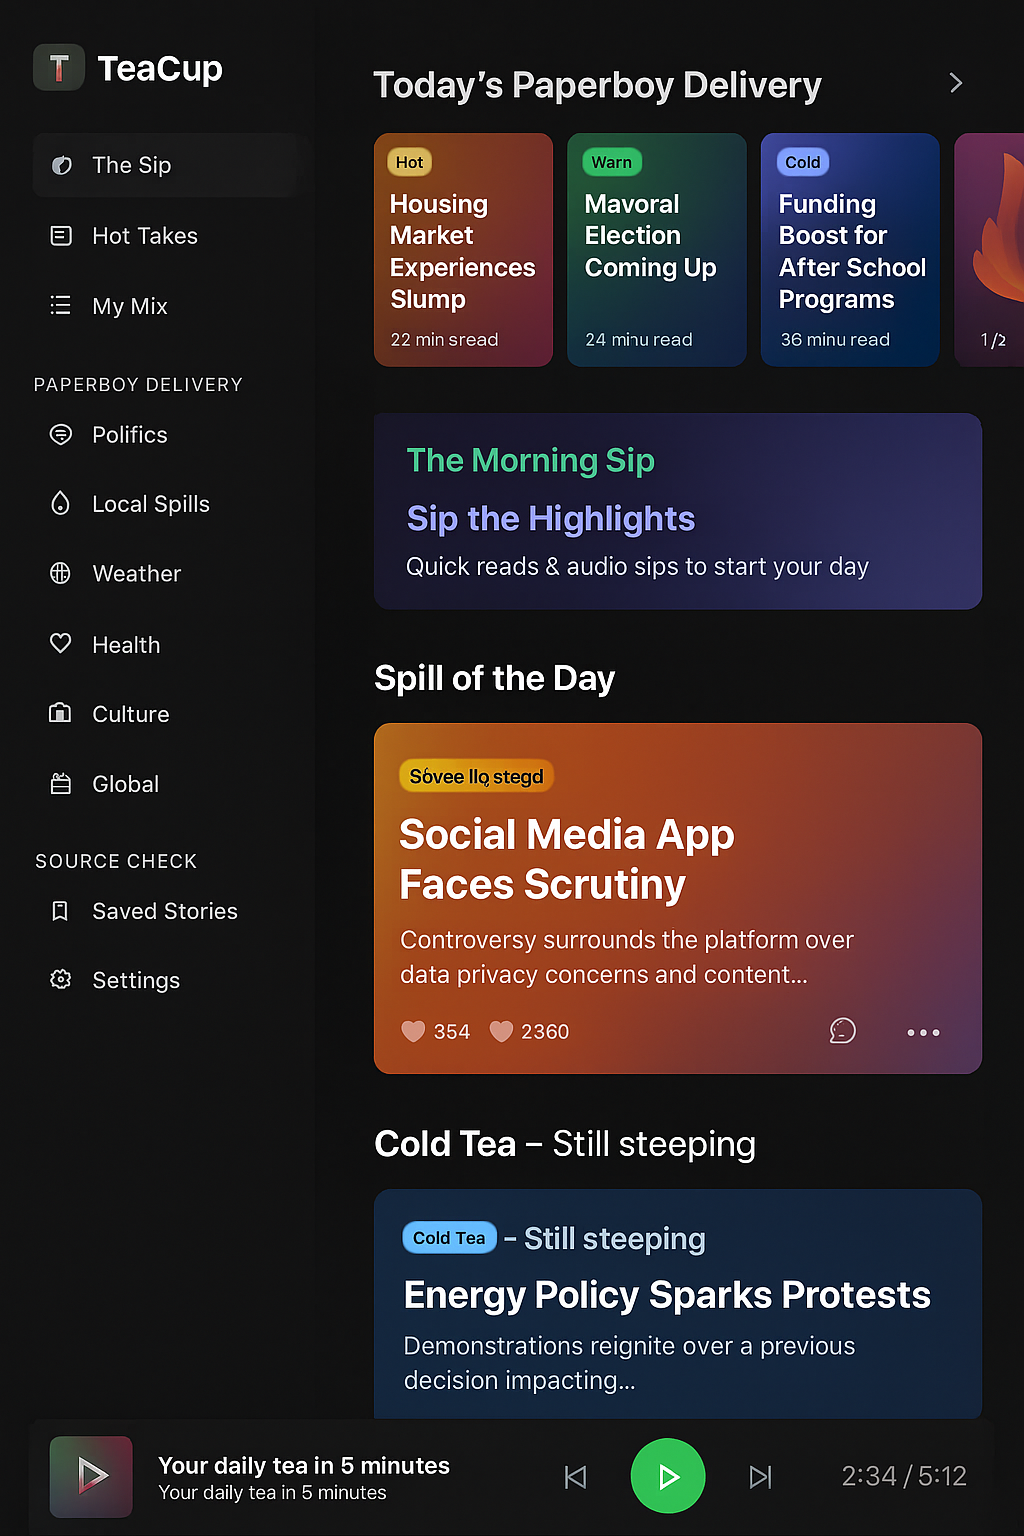 T TeaCup
The Sip
Hot Takes
My Mix
PAPERBOY DELIVERY
Polifics
Local Spills
Weather
Health
Culture
Global
SOURCE CHECK
Saved Stories
Settings
Today's Paperboy Delivery
Hot
Housing
Market
Experiences
Slump
22 min sread
Warn
Mavoral
Election
Coming Up
24 minu read
Cold
Funding
Boost for
After School
Programs
36 minu read
1/2
The Morning Sip
Sip the Highlights
Quick reads & audio sips to start your day
Spill of the Day
stegd
Social Media App
Faces Scrutiny
Controversy surrounds the platform over
data privacy concerns and content...
354 2360
Cold Tea – Still steeping
Cold Tea – Still steeping
Energy Policy Sparks Protests
Demonstrations reignite over a previous
decision impacting...
Your daily tea in 5 minutes
Your daily tea in 5 minutes
2:34 / 5:12